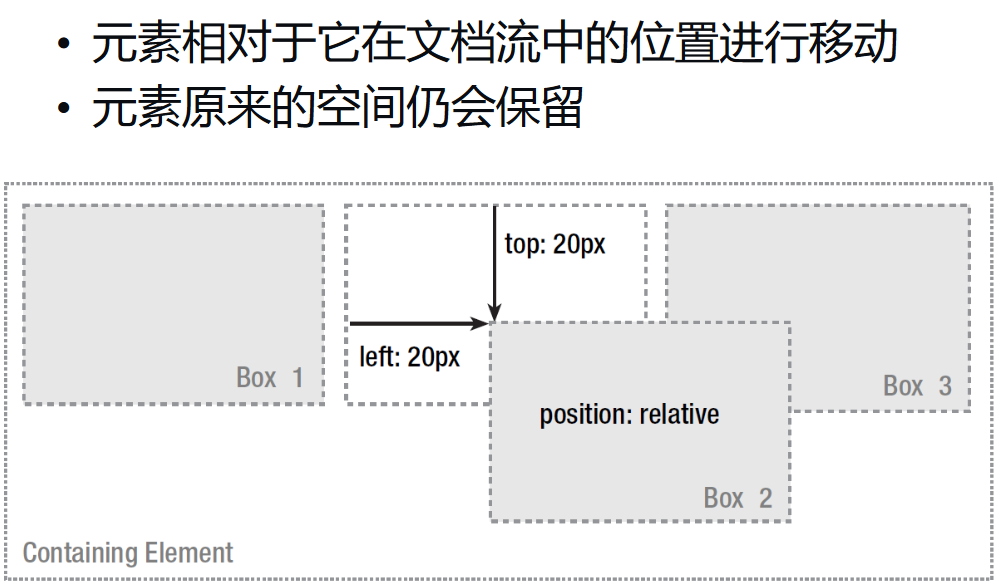 • 元素相对于它在文档流中的位置进行移动
• 元素原来的空间仍会保留
top: 20px
left: 20px
Box 1
Box 3
position: relative
Box 2
Containing Element